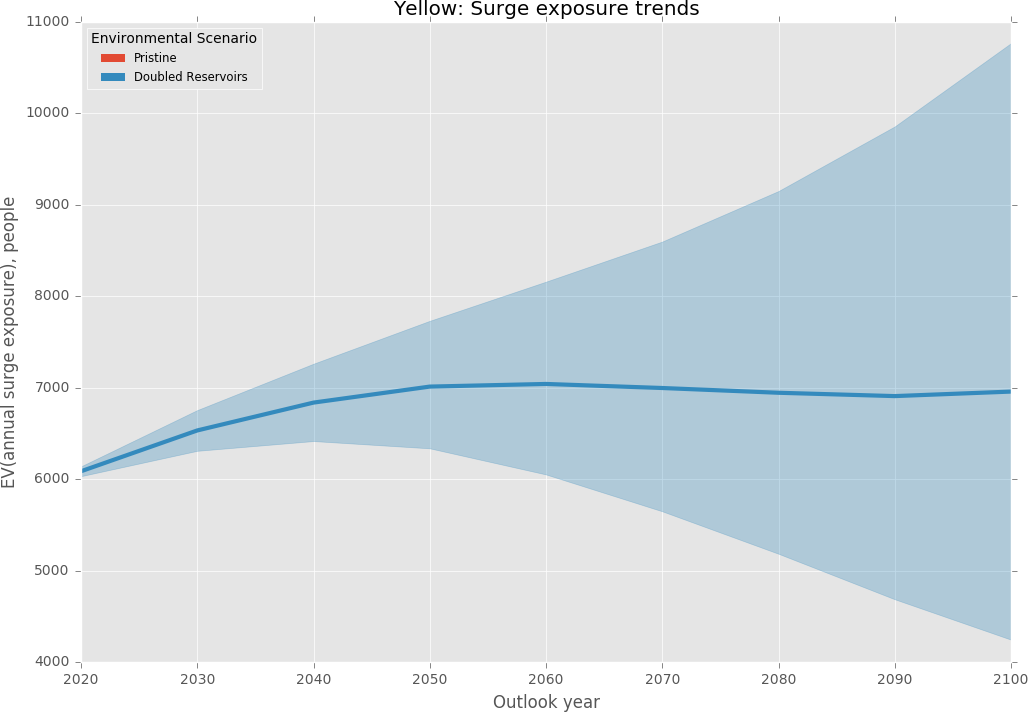 Yellow: Surge exposure trends
Environmental Scenario
Pristine
Doubled Reservoirs
EV(annual surge exposure), people
11000
10000
9000
8000
7000
6000
5000
4000
2020 2030 2040 2050 2060 2070 2080 2090 2100
Outlook year